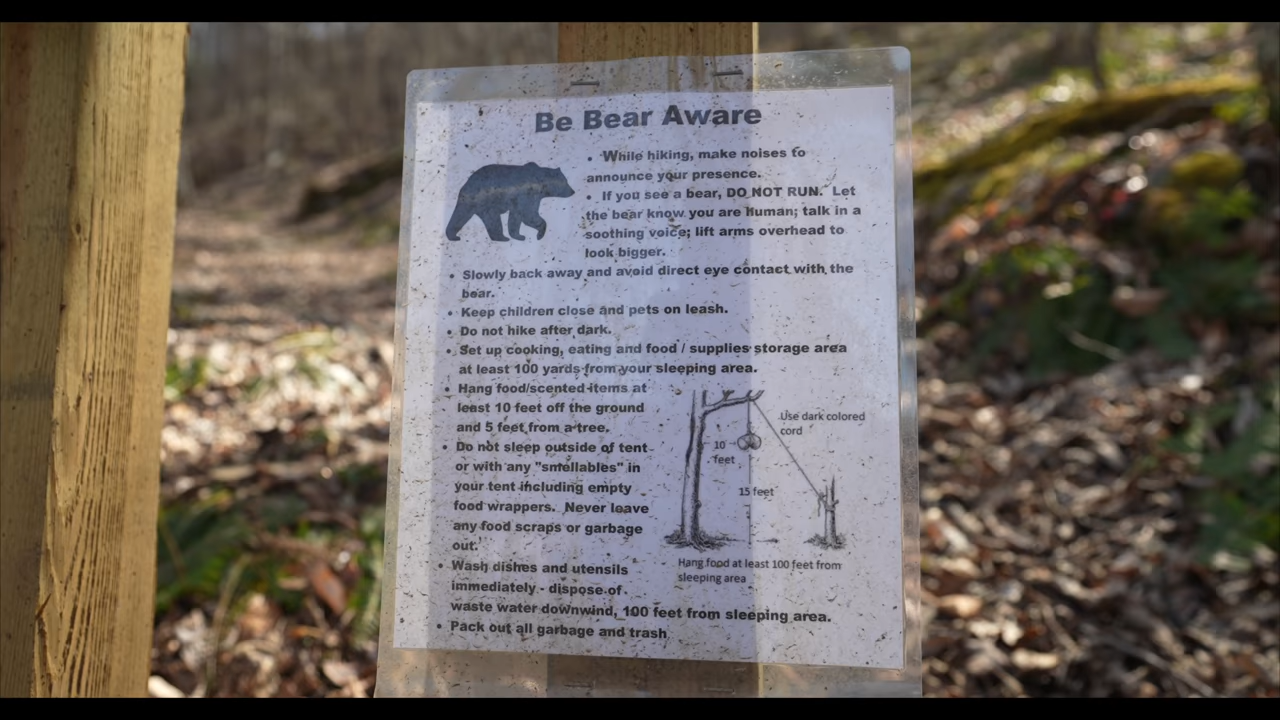 Be Bear Aware
• While hiking, make noises to
announce your presence.
• If you see a bear, DO NOT RUN. Let
the bear know you are Human; talk in a
soothing voice; lift arms overhead to
look bigger.
• Slowly back away and avoid direct eye contact with the
bear.
• Keep children close and pets on leash.
• Do not hike after dark.
• Set up cooking, eating and food / supplies storage area
at least 100 yards from your sleeping area.
• Hang food/scented items at
least 10 feet off the ground
and 5 feet from a tree.
• Do not sleep outside of tent
or with any "smellables" in
your tent including empty
food wrappers. Never leave
any food scraps or garbage
out.
• Wash dishes and utensils
immediately - dispose of
waste water downwind, 100 feet from sleeping area.
• Pack out all garbage and trash
Use dark colored
cord
10
feet
15 feet
Hang food at least 100 feet from
sleeping area